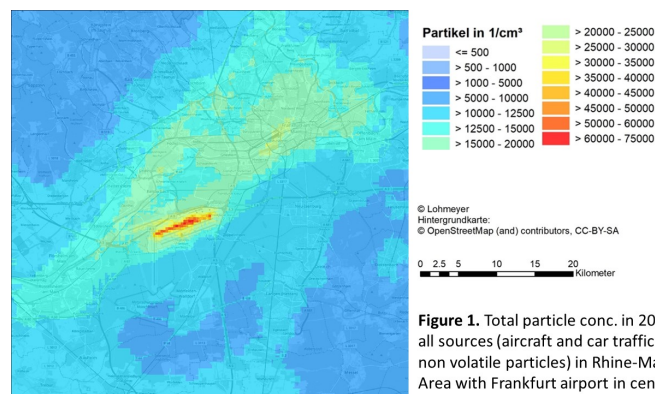 Partikel in 1/cm³
<= 500
> 500 - 1000
> 1000 - 5000
> 5000 - 10000
> 10000 - 12500
> 12500 - 15000
> 15000 - 20000
> 20000 - 25000
> 25000 - 30000
> 30000 - 35000
> 35000 - 40000
> 40000 - 45000
> 45000 - 50000
> 50000 - 60000
> 60000 - 75000
© Lohmeyer
Hintergrundkarte:
© OpenStreetMap (and) contributors, CC-BY-SA
0 2.5 5 10 15 20
Kilometer
Figure 1. Total particle conc. in 20
all sources (aircraft and car traffic
non volatile particles) in Rhine-Ma
Area with Frankfurt airport in cen